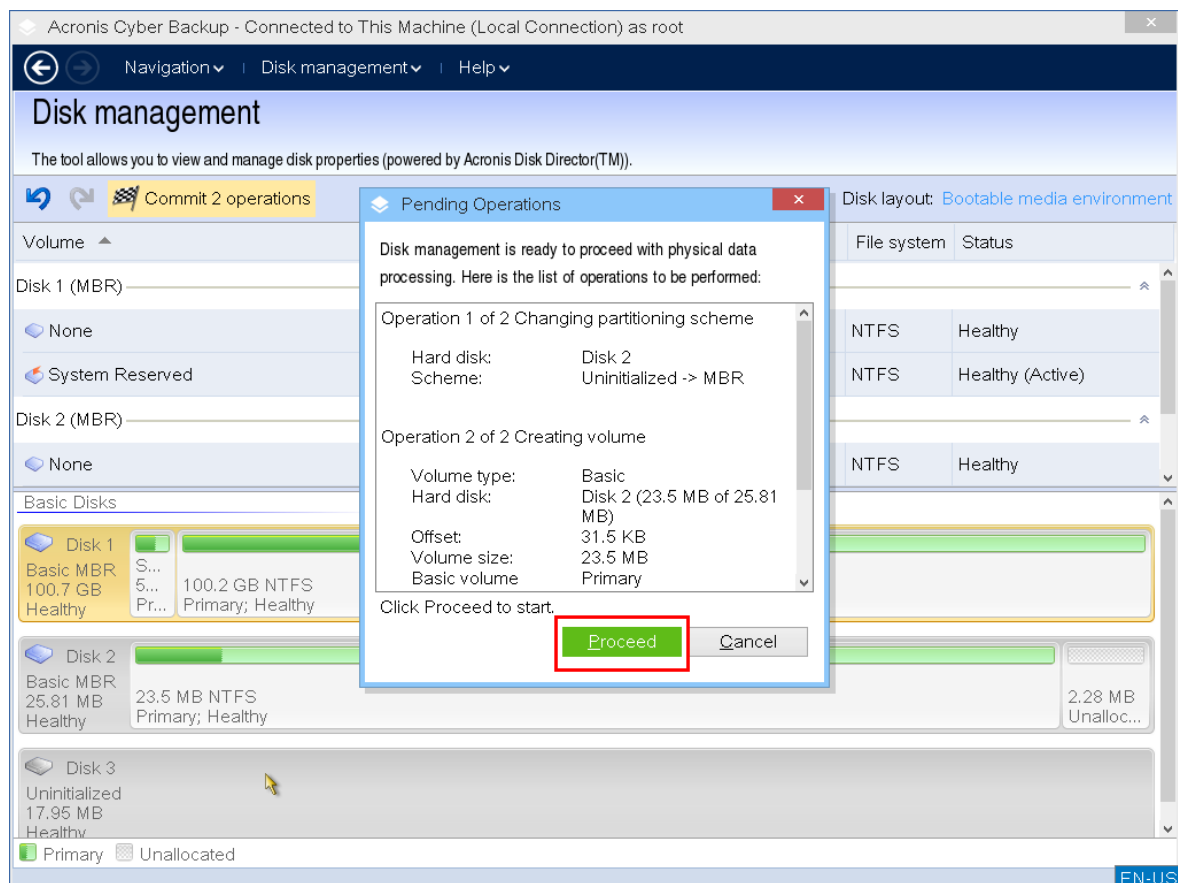 Acronis Cyber Backup - Connected to This Machine (Local Connection) as root
Navigation
Disk management
Help
Disk management
The tool allows you to view and manage disk properties (powered by Acronis Disk Director(TM)).
Commit 2 operations
Disk layout: Bootable media environment
Volume
File system
Status
Disk 1 (MBR)
None
NTFS
Healthy
System Reserved
NTFS
Healthy (Active)
Disk 2 (MBR)
None
NTFS
Healthy
Pending Operations
Disk management is ready to proceed with physical data
processing. Here is the list of operations to be performed:
Operation 1 of 2 Changing partitioning scheme
Hard disk: Disk 2
Scheme: Uninitialized -> MBR
Operation 2 of 2 Creating volume
Volume type: Basic
Hard disk: Disk 2 (23.5 MB of 25.81
MB)
Offset: 31.5 KB
Volume size: 23.5 MB
Basic volume Primary
Click Proceed to start.
Proceed
Cancel
Basic Disks
Disk 1
Basic MBR
100.7 GB
Healthy
S...
5...
Pr...
100.2 GB NTFS
Primary; Healthy
Disk 2
Basic MBR
25.81 MB
Healthy
23.5 MB NTFS
Primary; Healthy
2.28 MB
Unalloc...
Disk 3
Uninitialized
17.95 MB
Healthy
Primary
Unallocated
EN-US